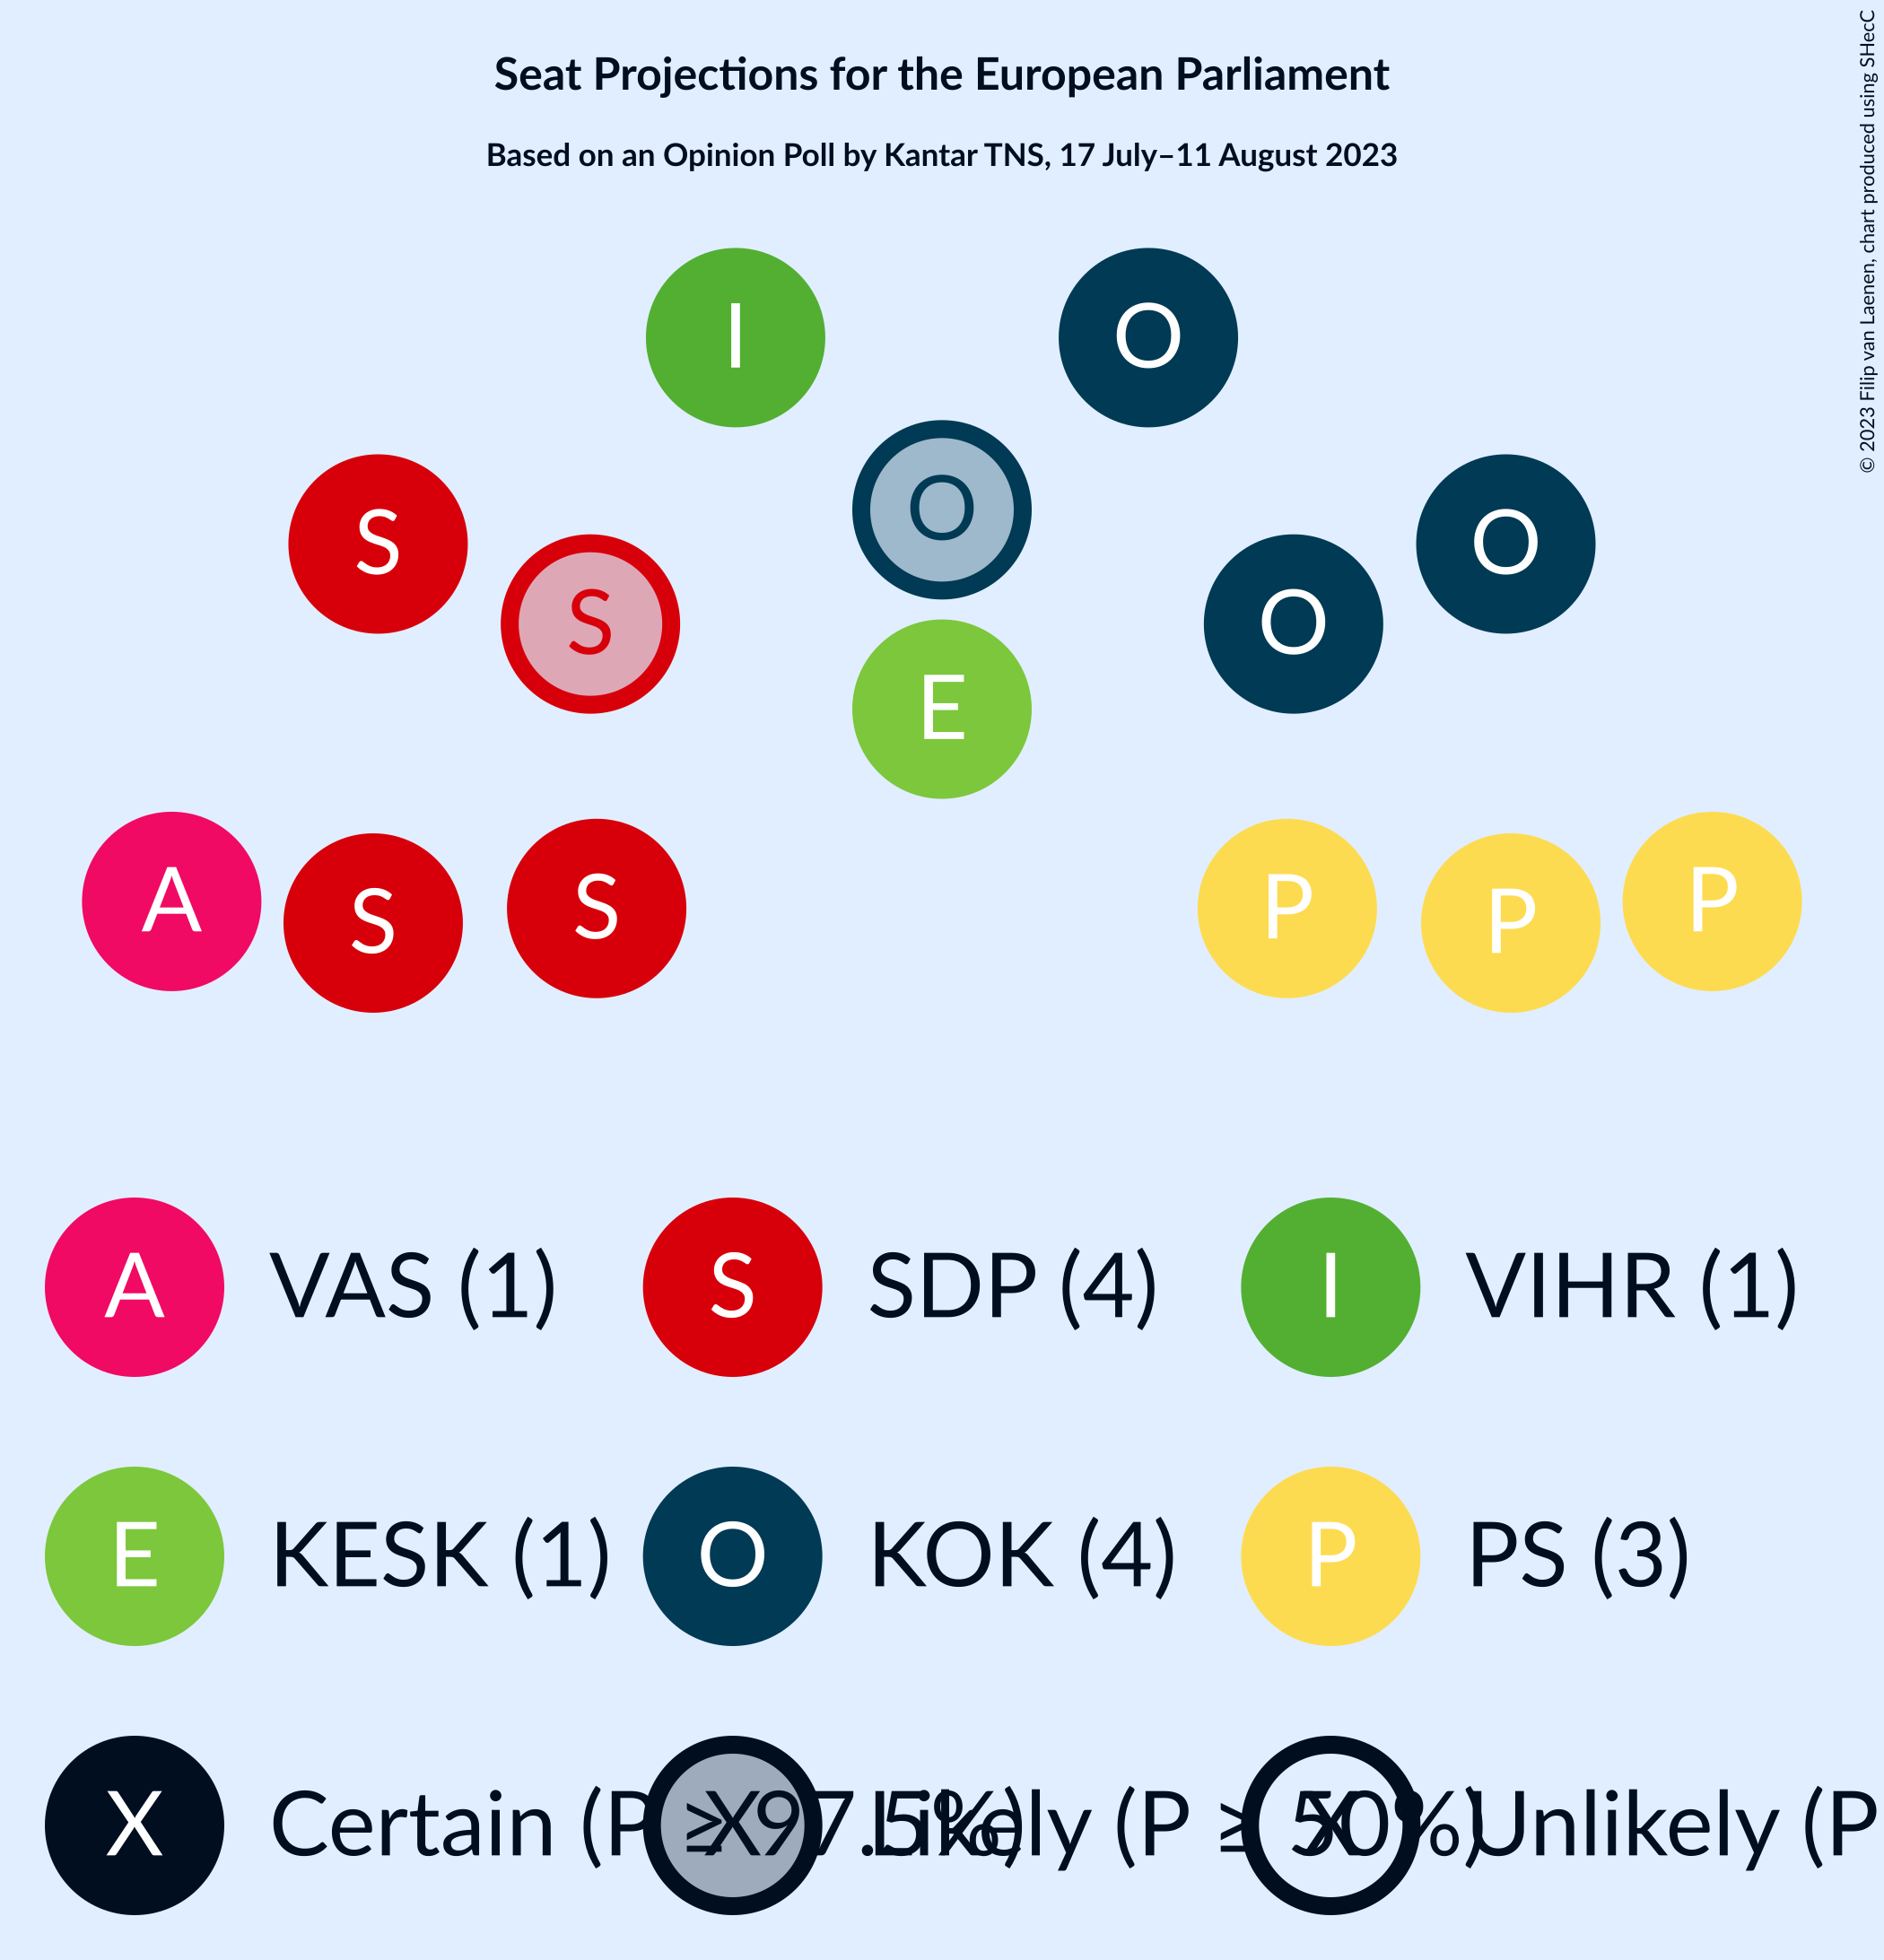 Seat Projections for the European Parliament
Based on an Opinion Poll by Kantar TNS, 17 July–11 August 2023
© 2023 Filip van Laenen, chart produced using SHecC
I O
O
S O
S O
E
A P
S S P P
A VAS (1) S SDP (4) I VIHR (1)
E KESK (1) O KOK (4) P PS (3)
X Certain (P ≥ 97.5%) X Likely (P ≥ 50%) X Unlikely (P